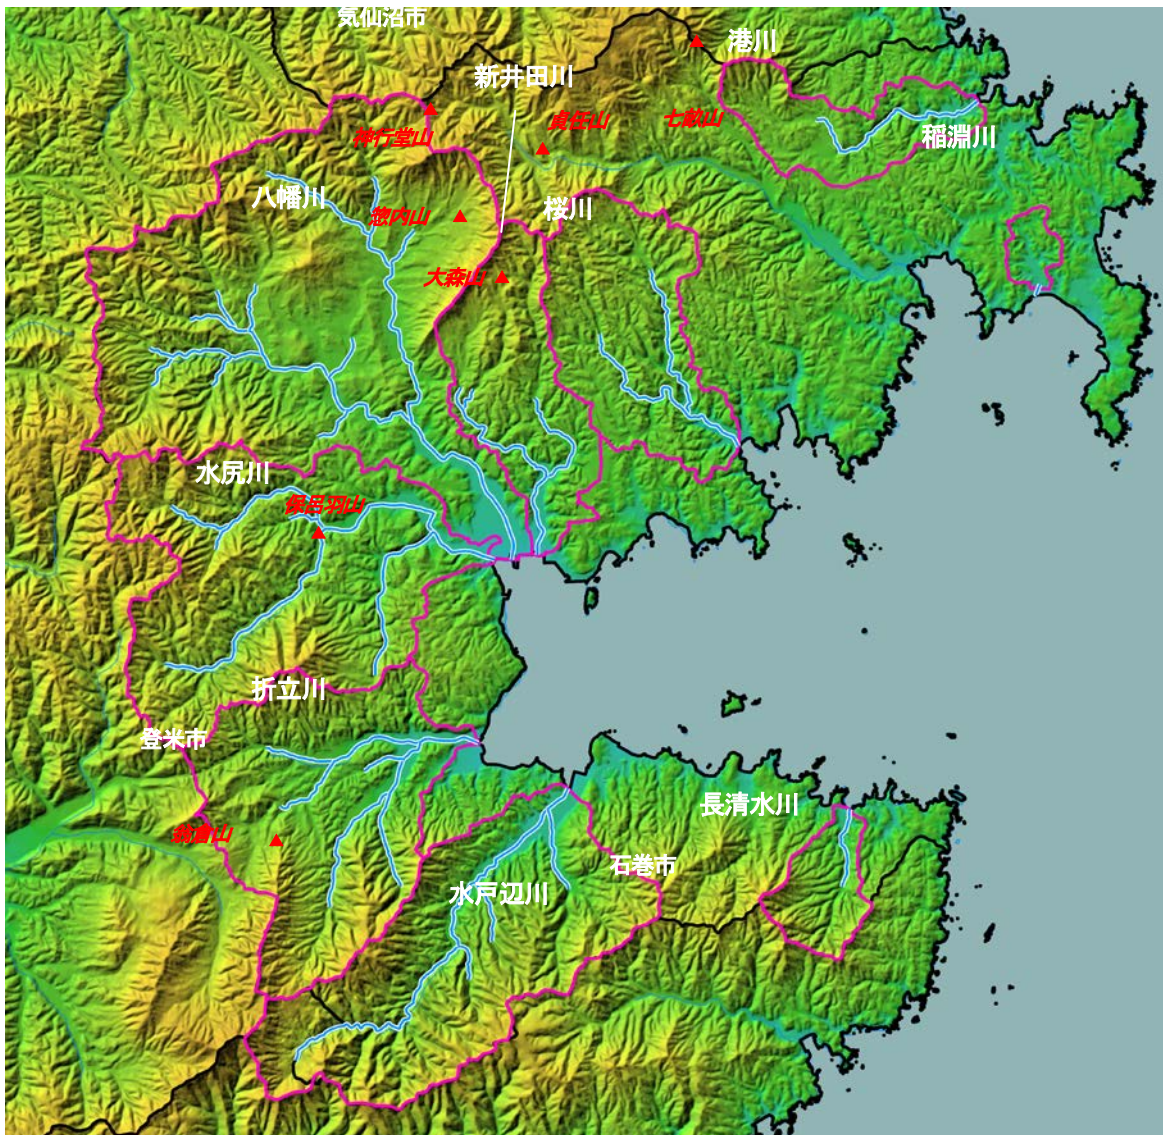 気仙沼市
港川
新井田川
貞任山
七畝山
神行堂山
稲淵川
八幡川
惣内山
桜川
大森山
水尻川
保呂羽山
折立川
登米市
長清水川
翁倉山
石巻市
水戸辺川